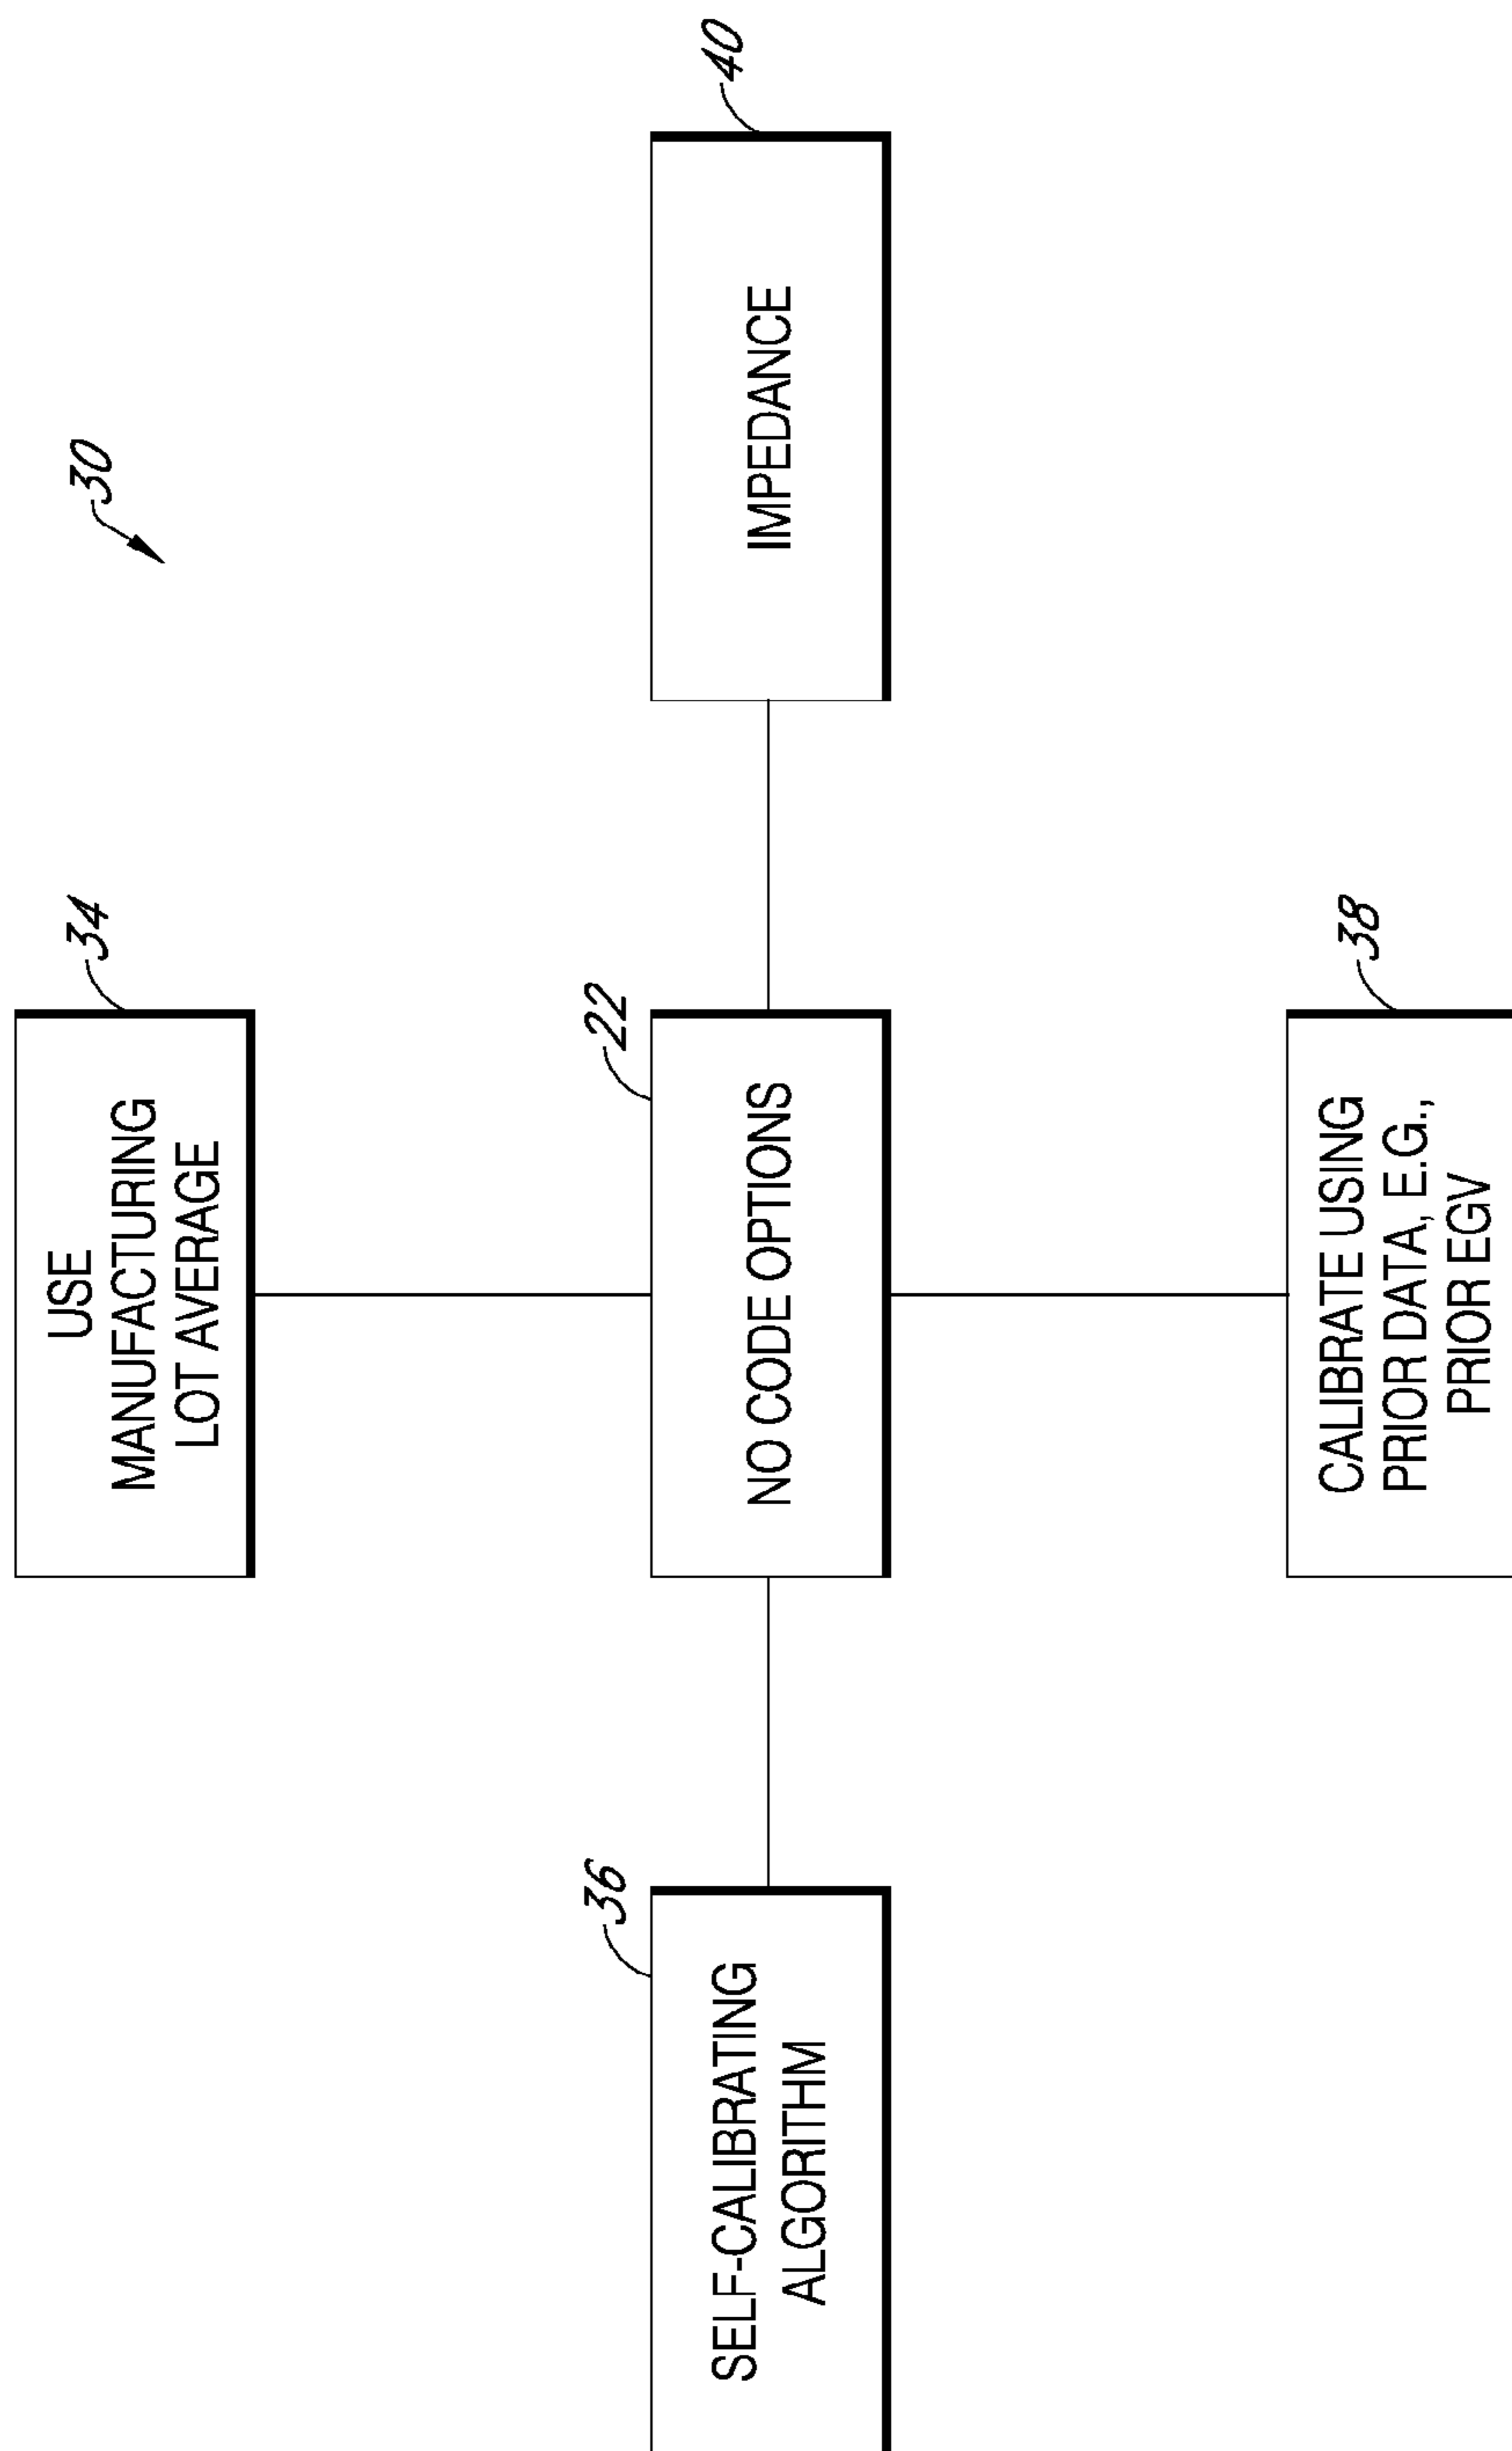 30
34
USE
MANUFACTURING
LOT AVERAGE
36
SELF-CALIBRATING
ALGORITHM
22
NO CODE OPTIONS
40
IMPEDANCE
38
CALIBRATE USING
PRIOR DATA, E.G.,
PRIOR EGV